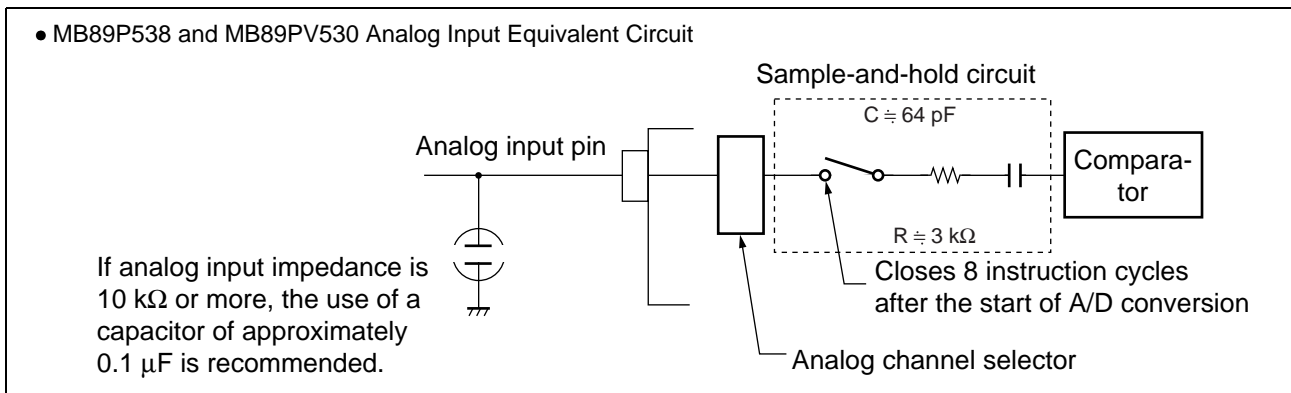 ● MB89P538 and MB89PV530 Analog Input Equivalent Circuit
Sample-and-hold circuit
C ≒ 64 pF
Analog input pin
Compara-
tor
R ≒ 3 kΩ
If analog input impedance is
10 kΩ or more, the use of a
capacitor of approximately
0.1 µF is recommended.
Closes 8 instruction cycles
after the start of A/D conversion
Analog channel selector